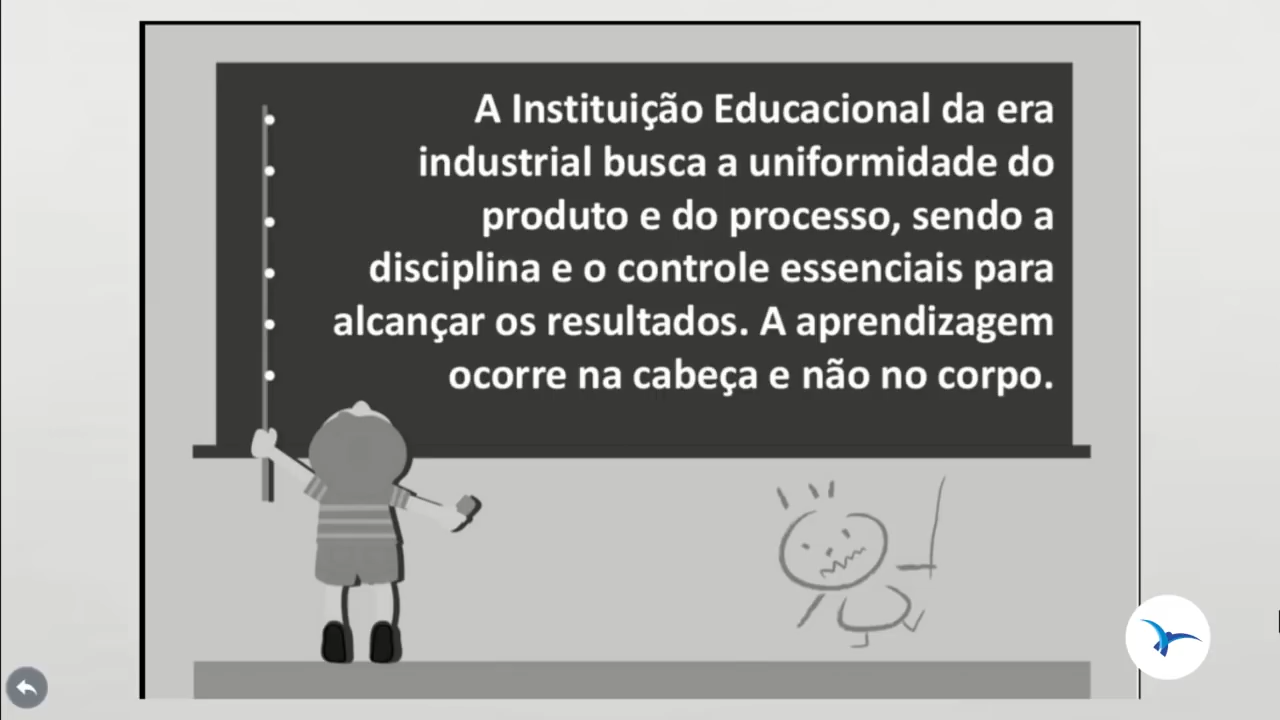 A Instituição Educacional da era
industrial busca a uniformidade do
produto e do processo, sendo a
disciplina e o controle essenciais para
alcançar os resultados. A aprendizagem
ocorre na cabeça e não no corpo.